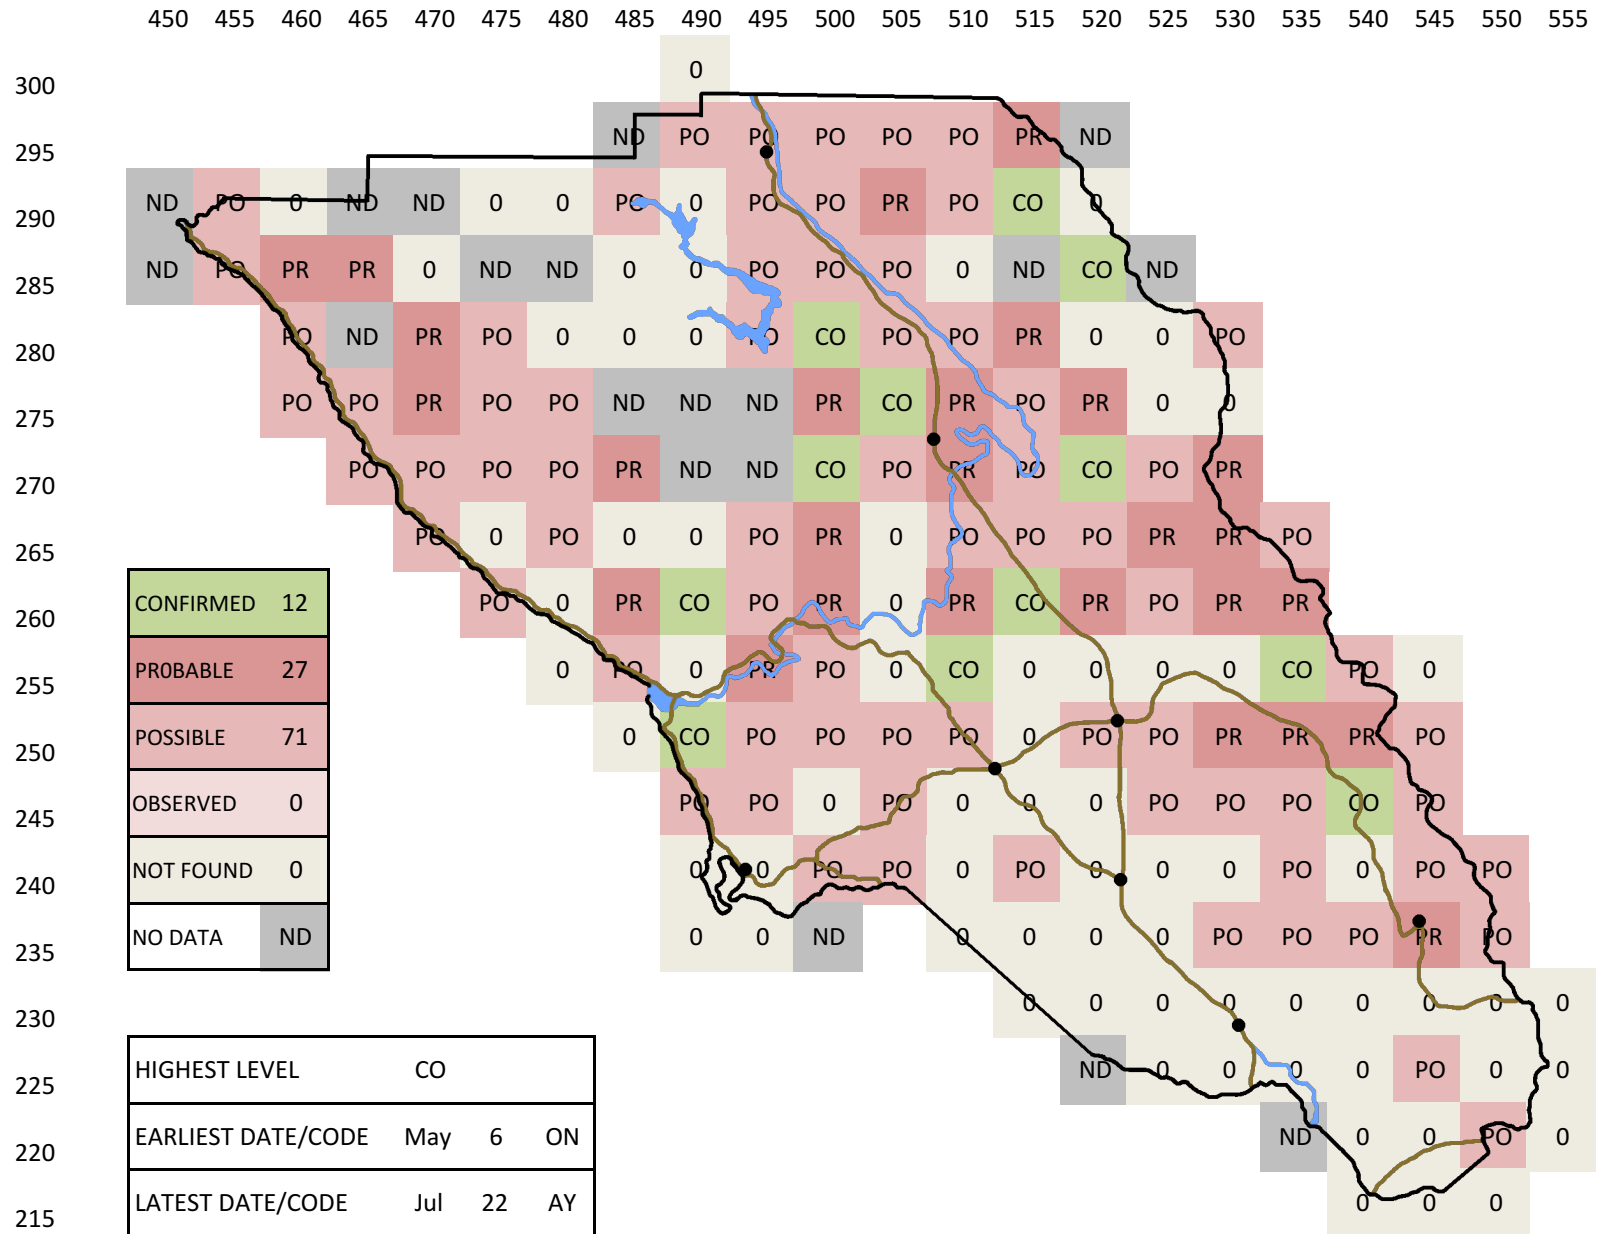 450 455 460 465 470 475 480 485 490 495 500 505 510 515 520 525 530 535 540 545 550 555
0
300
ND PO PO PO PO PO PR ND
295
ND PO 0 ND ND 0 0 PO 0 PO PO PR PO CO 0
290
ND PO PR PR 0 ND ND 0 0 PO PO PO 0 ND CO ND
285
PO ND PR PO 0 0 0 PO CO PO PO PR 0 0 PO
280
PO PO PR PO PO ND ND ND PR CO PR PO PR 0 0
275
PO PO PO PO PR ND ND CO PO PR PO CO PO PR
270
PO 0 PO 0 0 PO PR 0 PO PO PO PR PR PO
265
CONFIRMED 12 PO 0 PR CO PO PR 0 PR CO PR PO PR PR
260
PR0BABLE 27 0 PO 0 PR PO 0 CO 0 0 0 0 CO PO 0
255
POSSIBLE 71 0 CO PO PO PO PO 0 PO PO PR PR PR PO
250
OBSERVED 0 PO PO 0 PO 0 0 0 PO PO PO CO PO
245
NOT FOUND 0 0 0 PO PO 0 PO 0 0 0 PO 0 PO PO
240
NO DATA ND 0 0 ND 0 0 0 0 PO PO PO PR PO
235
0 0 0 0 0 0 0 0 0
230
HIGHEST LEVEL CO ND 0 0 0 0 PO 0 0
225
EARLIEST DATE/CODE May 6 ON ND 0 0 PO 0
220
LATEST DATE/CODE Jul 22 AY 0 0 0
215